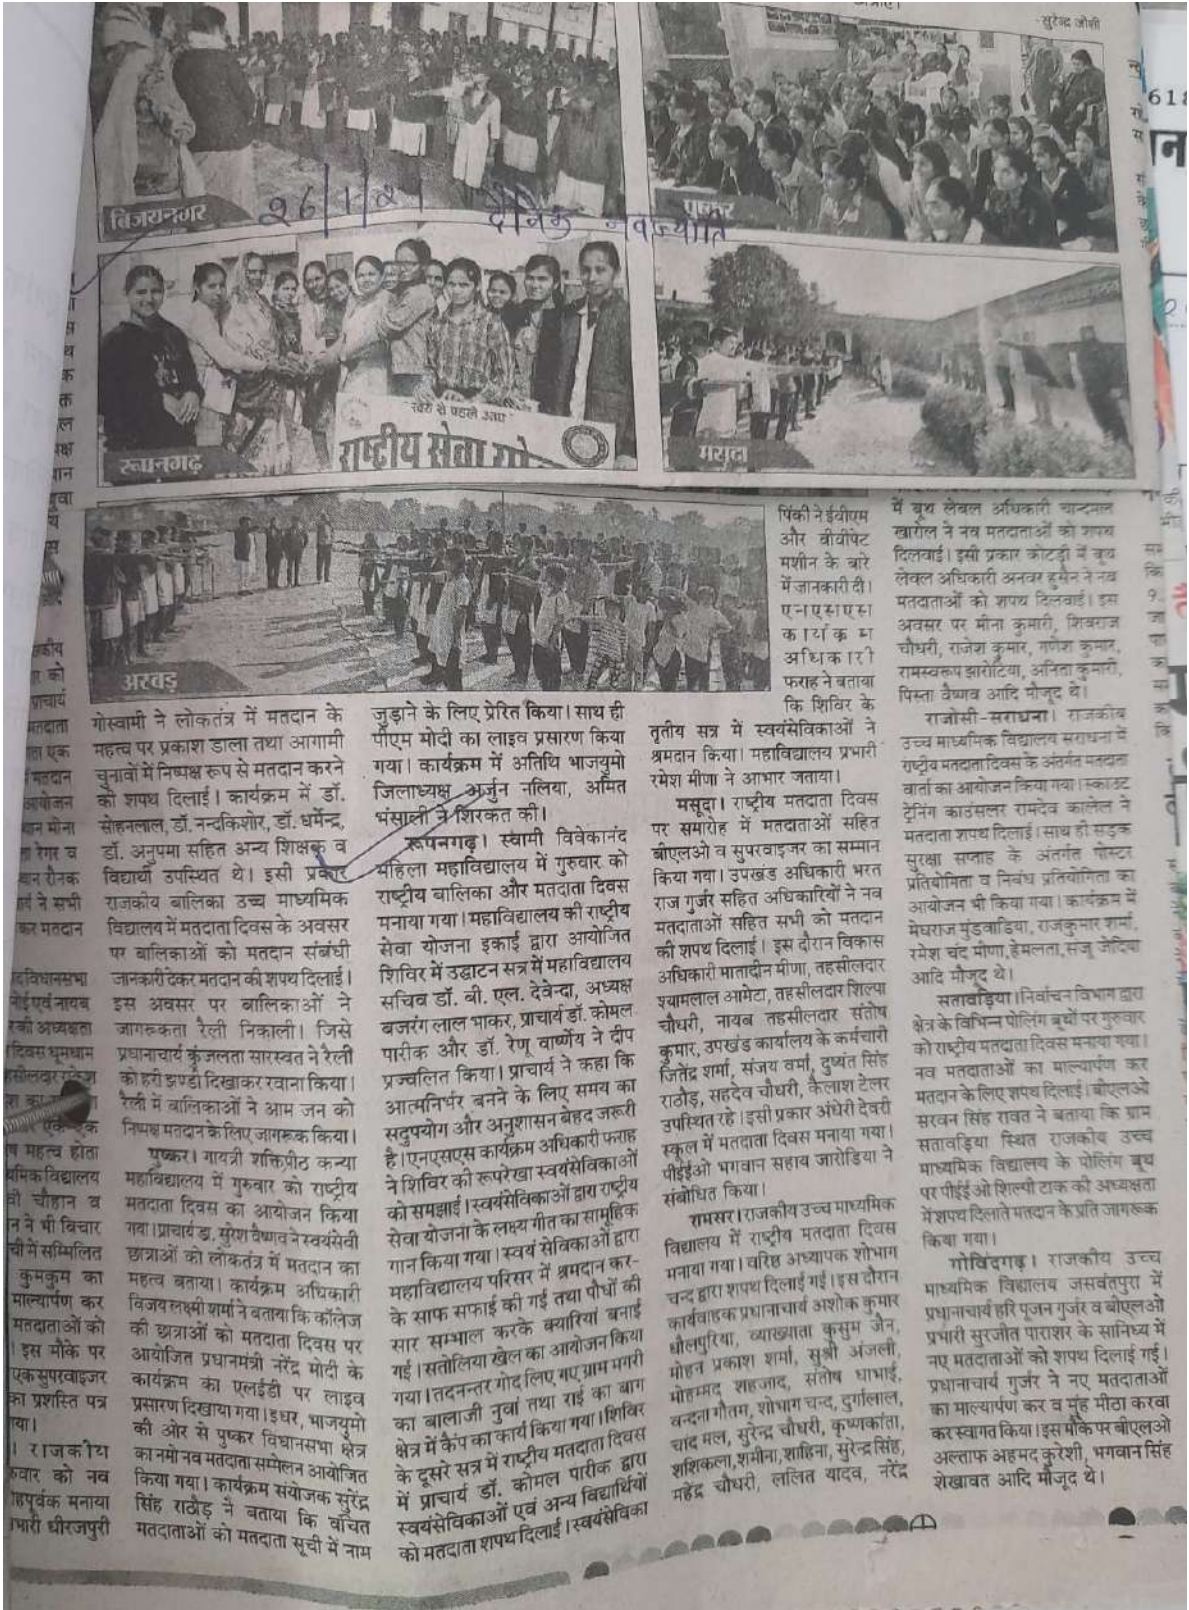 सुरेन्द्र जोशी
विजयनगर
26/1/2
दैनिक नवज्योति
रूपनगढ़
राष्ट्रीय सेवा
मसूदा
अरवड़
गोस्वामी ने लोकतंत्र में मतदान के
महत्व पर प्रकाश डाला तथा आगामी
चुनावों में निष्पक्ष रूप से मतदान करने
की शपथ दिलाई। कार्यक्रम में डॉ.
सोहनलाल, डॉ. नन्दकिशोर, डॉ. धर्मेन्द्र,
डॉ. अनुपमा सहित अन्य शिक्षक व
विद्यार्थी उपस्थित थे। इसी प्रकार
राजकीय बालिका उच्च माध्यमिक
विद्यालय में मतदाता दिवस के अवसर
पर बालिकाओं को मतदान संबंधी
जानकारी देकर मतदान की शपथ दिलाई।
इस अवसर पर बालिकाओं ने
जागरूकता रैली निकाली। जिसे
प्रधानाचार्य कुंजलता सारस्वत ने रैली
को हरी झण्डी दिखाकर रवाना किया।
रैली में बालिकाओं ने आम जन को
निष्पक्ष मतदान के लिए जागरूक किया।
पुष्कर। गायत्री शक्तिपीठ कन्या
महाविद्यालय में गुरुवार को राष्ट्रीय
मतदाता दिवस का आयोजन किया
गया। प्राचार्य डा. सुरेश वैष्णव ने स्वयंसेवी
छात्राओं को लोकतंत्र में मतदान का
महत्व बताया। कार्यक्रम अधिकारी
विजय लक्ष्मी शर्मा ने बताया कि कॉलेज
की छात्राओं को मतदाता दिवस पर
आयोजित प्रधानमंत्री नरेंद्र मोदी के
कार्यक्रम का एलईडी पर लाइव
प्रसारण दिखाया गया। इधर, भाजयुमो
की ओर से पुष्कर विधानसभा क्षेत्र
का नमो नव मतदाता सम्मेलन आयोजित
किया गया। कार्यक्रम संयोजक सुरेंद्र
सिंह राठौड़ ने बताया कि वंचित
मतदाताओं को मतदाता सूची में नाम
जुड़ाने के लिए प्रेरित किया। साथ ही
पीएम मोदी का लाइव प्रसारण किया
गया। कार्यक्रम में अतिथि भाजयुमो
जिलाध्यक्ष अर्जुन नलिया, अमित
भंसाली ने शिरकत की।
रूपनगढ़। स्वामी विवेकानंद
महिला महाविद्यालय में गुरुवार को
राष्ट्रीय बालिका और मतदाता दिवस
मनाया गया। महाविद्यालय की राष्ट्रीय
सेवा योजना इकाई द्वारा आयोजित
शिविर में उद्घाटन सत्र में महाविद्यालय
सचिव डॉ. बी. एल. देवेन्दा, अध्यक्ष
बजरंग लाल भाकर, प्राचार्य डॉ. कोमल
पारीक और डॉ. रेणू वार्ष्णेय ने दीप
प्रज्वलित किया। प्राचार्य ने कहा कि
आत्मनिर्भर बनने के लिए समय का
सदुपयोग और अनुशासन बेहद जरूरी
है। एनएसएस कार्यक्रम अधिकारी फराह
ने शिविर की रूपरेखा स्वयंसेविकाओं
को समझाई। स्वयंसेविकाओं द्वारा राष्ट्रीय
सेवा योजना के लक्ष्य गीत का सामूहिक
गान किया गया। स्वयं सेविकाओं द्वारा
महाविद्यालय परिसर में श्रमदान कर-
के साफ सफाई की गई तथा पौधों की
सार सम्भाल करके क्यारियां बनाई
गई। सतोलिया खेल का आयोजन किया
गया। तदनन्तर गोद लिए गए ग्राम मगरी
का बालाजी नुवां तथा राई का बाग
क्षेत्र में कैंप का कार्य किया गया। शिविर
के दूसरे सत्र में राष्ट्रीय मतदाता दिवस
में प्राचार्य डॉ. कोमल पारीक द्वारा
स्वयंसेविकाओं एवं अन्य विद्यार्थियों
को मतदाता शपथ दिलाई। स्वयंसेविका
पिंकी ने ईवीएम
और वीवीपेट
मशीन के बारे
में जानकारी दी।
एनएसएस
कार्यक्रम
अधिकारी
फराह ने बताया
कि शिविर के
तृतीय सत्र में स्वयंसेविकाओं ने
श्रमदान किया। महाविद्यालय प्रभारी
रमेश मीणा ने आभार जताया।
मसूदा। राष्ट्रीय मतदाता दिवस
पर समारोह में मतदाताओं सहित
बीएलओ व सुपरवाइजर का सम्मान
किया गया। उपखंड अधिकारी भरत
राज गुर्जर सहित अधिकारियों ने नव
मतदाताओं सहित सभी को मतदान
की शपथ दिलाई। इस दौरान विकास
अधिकारी मातादीन मीणा, तहसीलदार
श्यामलाल आमेटा, तहसीलदार शिल्पा
चौधरी, नायब तहसीलदार संतोष
कुमार, उपखंड कार्यालय के कर्मचारी
जितेंद्र शर्मा, संजय वर्मा, दुष्यंत सिंह
राठौड़, सहदेव चौधरी, कैलाश टेलर
उपस्थित रहे। इसी प्रकार अंधेरी देवरी
स्कूल में मतदाता दिवस मनाया गया।
पीईईओ भगवान सहाय जारोडिया ने
संबोधित किया।
रामसर। राजकीय उच्च माध्यमिक
विद्यालय में राष्ट्रीय मतदाता दिवस
मनाया गया। वरिष्ठ अध्यापक शोभाग
चन्द द्वारा शपथ दिलाई गई। इस दौरान
कार्यवाहक प्रधानाचार्य अशोक कुमार
धौलपुरिया, व्याख्याता कुसुम जैन,
मोहन प्रकाश शर्मा, सुश्री अंजली,
मोहम्मद शहजाद, संतोष धाभाई,
वन्दना गौतम, शोभाग चन्द, दुर्गालाल,
चांद मल, सुरेन्द्र चौधरी, कृष्णकांता,
शशिकला, शमीना, शाहिना, सुरेन्द्र सिंह,
महेंद्र चौधरी, ललित यादव, नरेंद्र
में बूथ लेबल अधिकारी चान्दमल
खारोल ने नव मतदाताओं को शपथ
दिलवाई। इसी प्रकार कोटड़ी में बूथ
लेवल अधिकारी अनवर हुसैन ने नव
मतदाताओं को शपथ दिलवाई। इस
अवसर पर मीना कुमारी, शिवराज
चौधरी, राजेश कुमार, गणेश कुमार,
रामस्वरूप झारोटिया, अनिता कुमारी,
पिस्ता वैष्णव आदि मौजूद थे।
राजोसी-सराधना। राजकीय
उच्च माध्यमिक विद्यालय सराधना में
राष्ट्रीय मतदाता दिवस के अंतर्गत मतदाता
वार्ता का आयोजन किया गया। स्काउट
ट्रेनिंग काउंसलर रामदेव कालेल ने
मतदाता शपथ दिलाई। साथ ही सड़क
सुरक्षा सप्ताह के अंतर्गत पोस्टर
प्रतियोगिता व निबंध प्रतियोगिता का
आयोजन भी किया गया। कार्यक्रम में
मेघराज मुंडवाडिया, राजकुमार शर्मा,
रमेश चंद मीणा, हेमलता, संजु जेदिया
आदि मौजूद थे।
सतावड़िया। निर्वाचन विभाग द्वारा
क्षेत्र के विभिन्न पोलिंग बूथों पर गुरुवार
को राष्ट्रीय मतदाता दिवस मनाया गया।
नव मतदाताओं का माल्यार्पण कर
मतदान के लिए शपथ दिलाई। बीएलओ
सरवन सिंह रावत ने बताया कि ग्राम
सतावड़िया स्थित राजकीय उच्च
माध्यमिक विद्यालय के पोलिंग बूथ
पर पीईईओ शिल्पी टाक की अध्यक्षता
में शपथ दिलाते मतदान के प्रति जागरूक
किया गया।
गोविंदगढ़। राजकीय उच्च
माध्यमिक विद्यालय जसवंतपुरा में
प्रधानाचार्य हरि पूजन गुर्जर व बीएलओ
प्रभारी सुरजीत पाराशर के सानिध्य में
नए मतदाताओं को शपथ दिलाई गई।
प्रधानाचार्य गुर्जर ने नए मतदाताओं
का माल्यार्पण कर व मुंह मीठा करवा
कर स्वागत किया। इस मौके पर बीएलओ
अल्ताफ अहमद कुरेशी, भगवान सिंह
शेखावत आदि मौजूद थे।